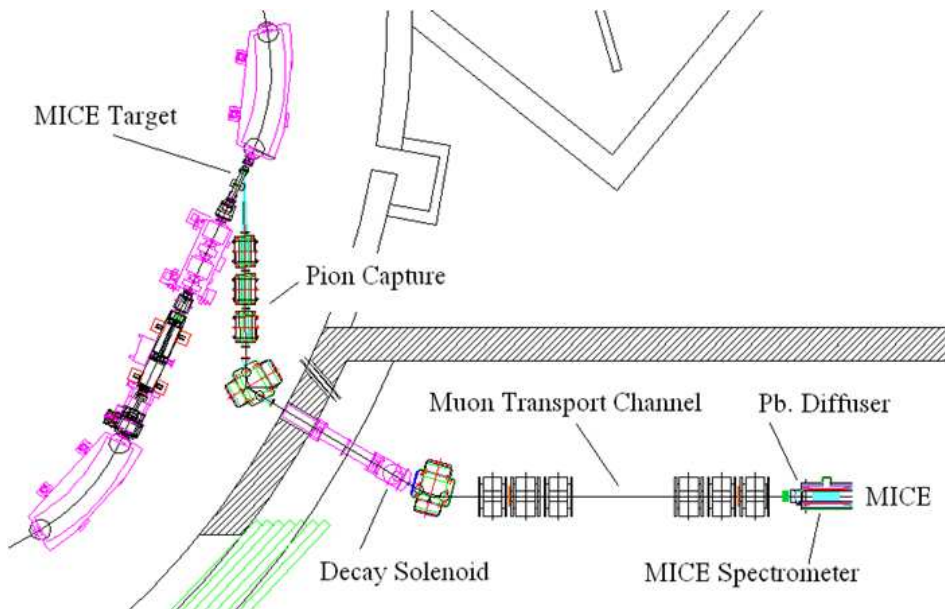 MICE Target
Pion Capture
Muon Transport Channel
Pb. Diffuser
MICE
Decay Solenoid
MICE Spectrometer